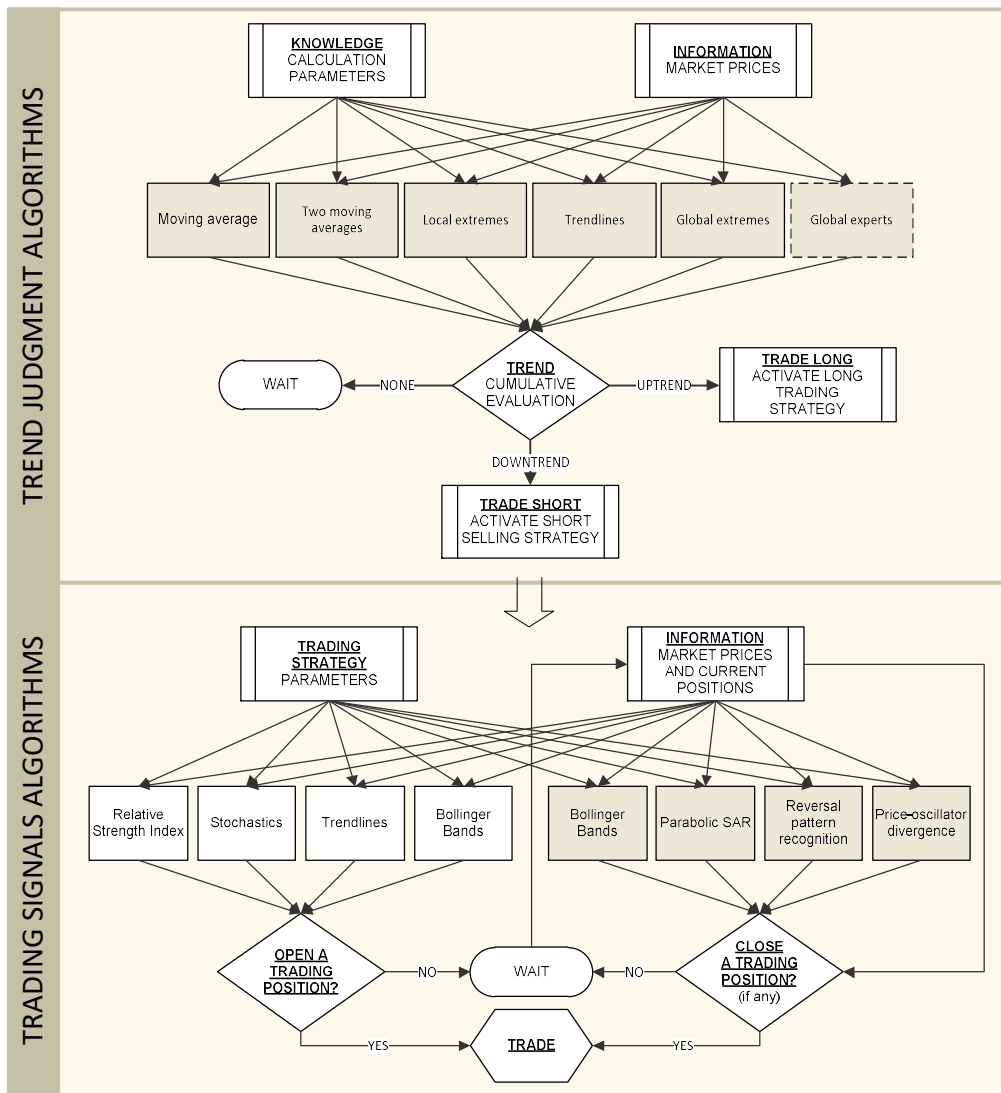 TREND JUDGMENT ALGORITHMS
KNOWLEDGE
CALCULATION
PARAMETERS
INFORMATION
MARKET PRICES
Moving average
Two moving
averages
Local extremes
Trendlines
Global extremes
Global experts
TREND
CUMULATIVE
EVALUATION
NONE
WAIT
UPTREND
TRADE LONG
ACTIVATE LONG
TRADING
STRATEGY
DOWNTREND
TRADE SHORT
ACTIVATE SHORT
SELLING STRATEGY
TRADING SIGNALS ALGORITHMS
TRADING
STRATEGY
PARAMETERS
INFORMATION
MARKET PRICES
AND CURRENT
POSITIONS
Relative
Strength Index
Stochastics
Trendlines
Bollinger
Bands
Bollinger
Bands
Parabolic SAR
Reversal
pattern
recognition
Price-oscillator
divergence
OPEN A
TRADING
POSITION?
NO
WAIT
NO
CLOSE
A TRADING
POSITION?
(if any)
YES
TRADE
YES